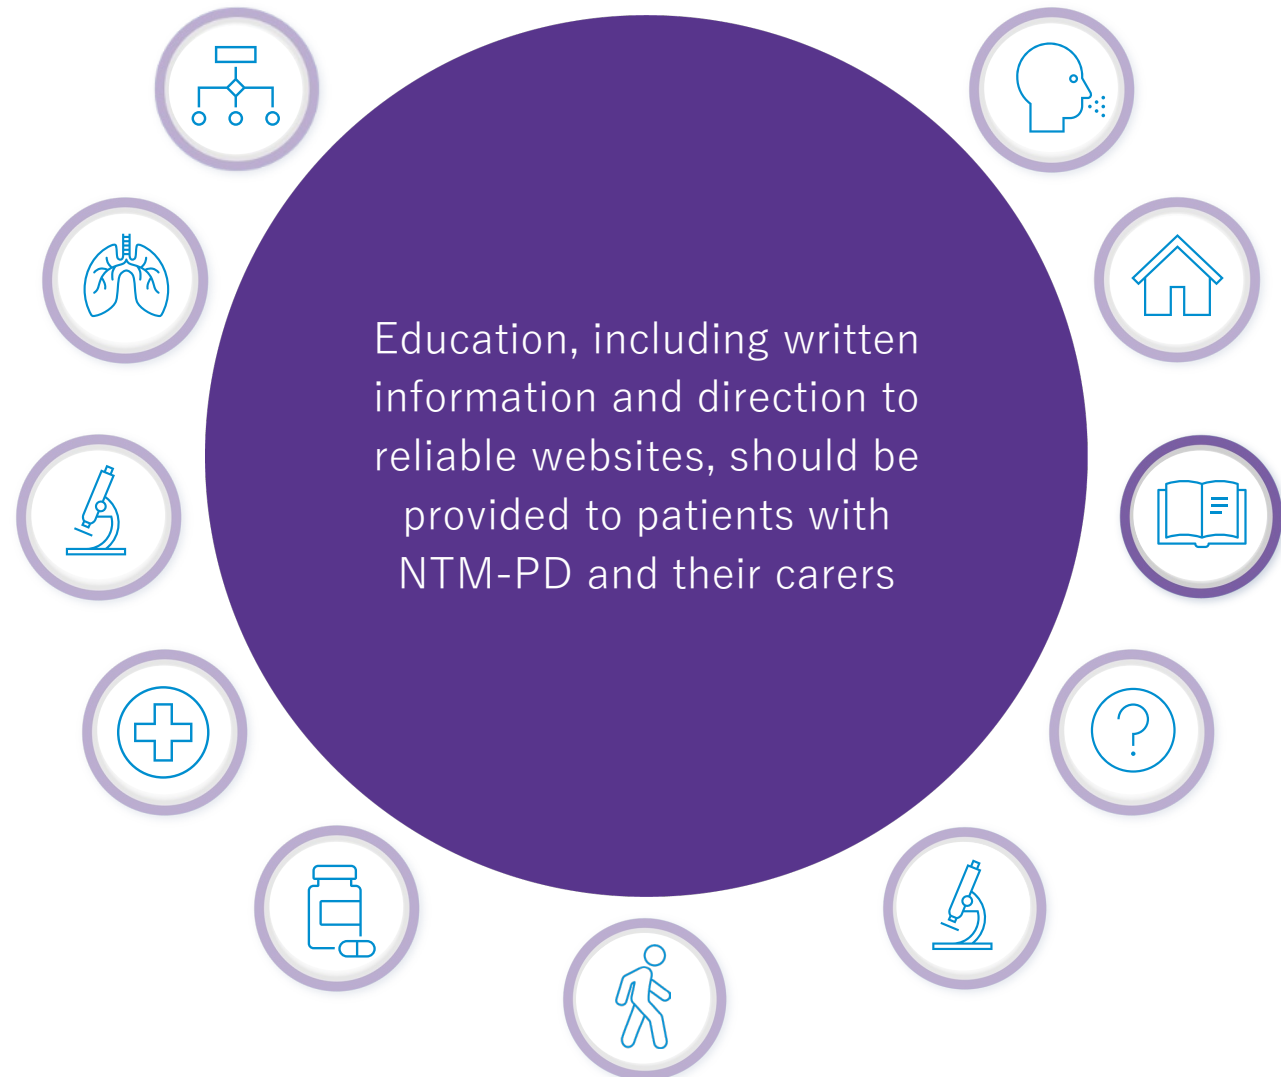 Education, including written
information and direction to
reliable websites, should be
provided to patients with
NTM-PD and their carers